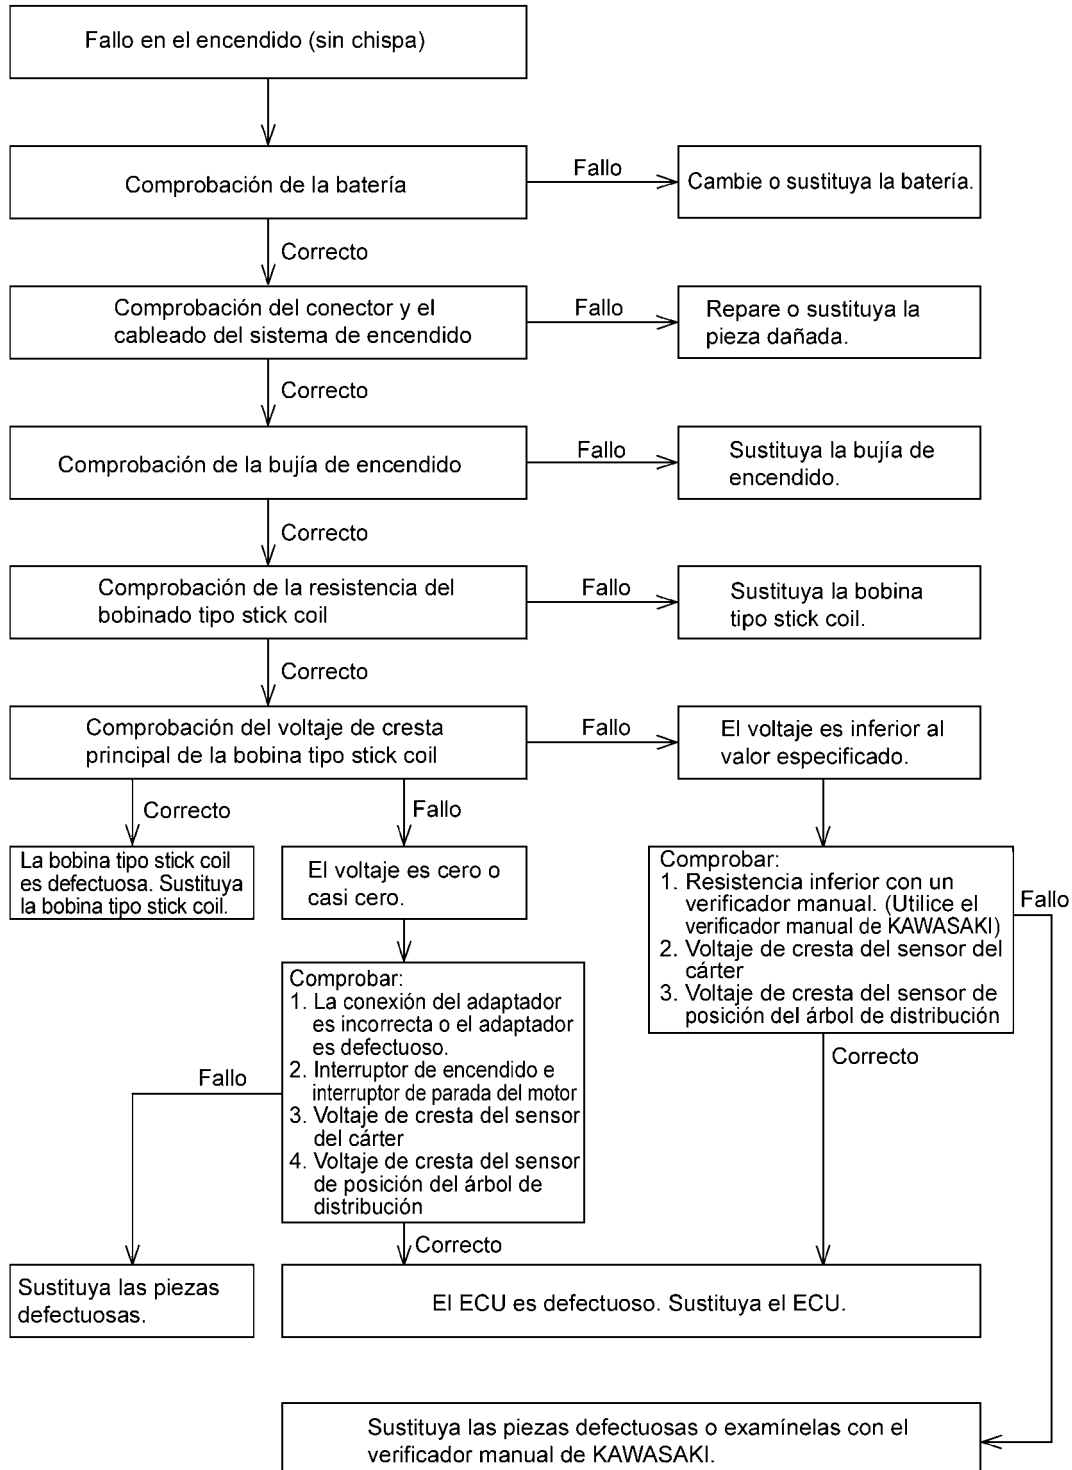 Fallo en el encendido (sin chispa)
Comprobación de la batería
Fallo
Cambie o sustituya la batería.
Correcto
Comprobación del conector y el
cableado del sistema de encendido
Fallo
Repare o sustituya la
pieza dañada.
Correcto
Comprobación de la bujía de encendido
Fallo
Sustituya la bujía de
encendido.
Correcto
Comprobación de la resistencia del
bobinado tipo stick coil
Fallo
Sustituya la bobina
tipo stick coil.
Correcto
Comprobación del voltaje de cresta
principal de la bobina tipo stick coil
Fallo
El voltaje es inferior al
valor especificado.
Correcto
Fallo
La bobina tipo stick coil
es defectuosa. Sustituya
la bobina tipo stick coil.
El voltaje es cero o
casi cero.
Comprobar:
1. Resistencia inferior con un
verificador manual. (Utilice el
verificador manual de KAWASAKI)
2. Voltaje de cresta del sensor del
cárter
3. Voltaje de cresta del sensor de
posición del árbol de distribución
Fallo
Comprobar:
1. La conexión del adaptador
es incorrecta o el adaptador
es defectuoso.
2. Interruptor de encendido e
interruptor de parada del motor
3. Voltaje de cresta del sensor
del cárter
4. Voltaje de cresta del sensor
de posición del árbol de
distribución
Fallo
Correcto
Correcto
Sustituya las piezas
defectuosas.
El ECU es defectuoso. Sustituya el ECU.
Sustituya las piezas defectuosas o examínelas con el
verificador manual de KAWASAKI.